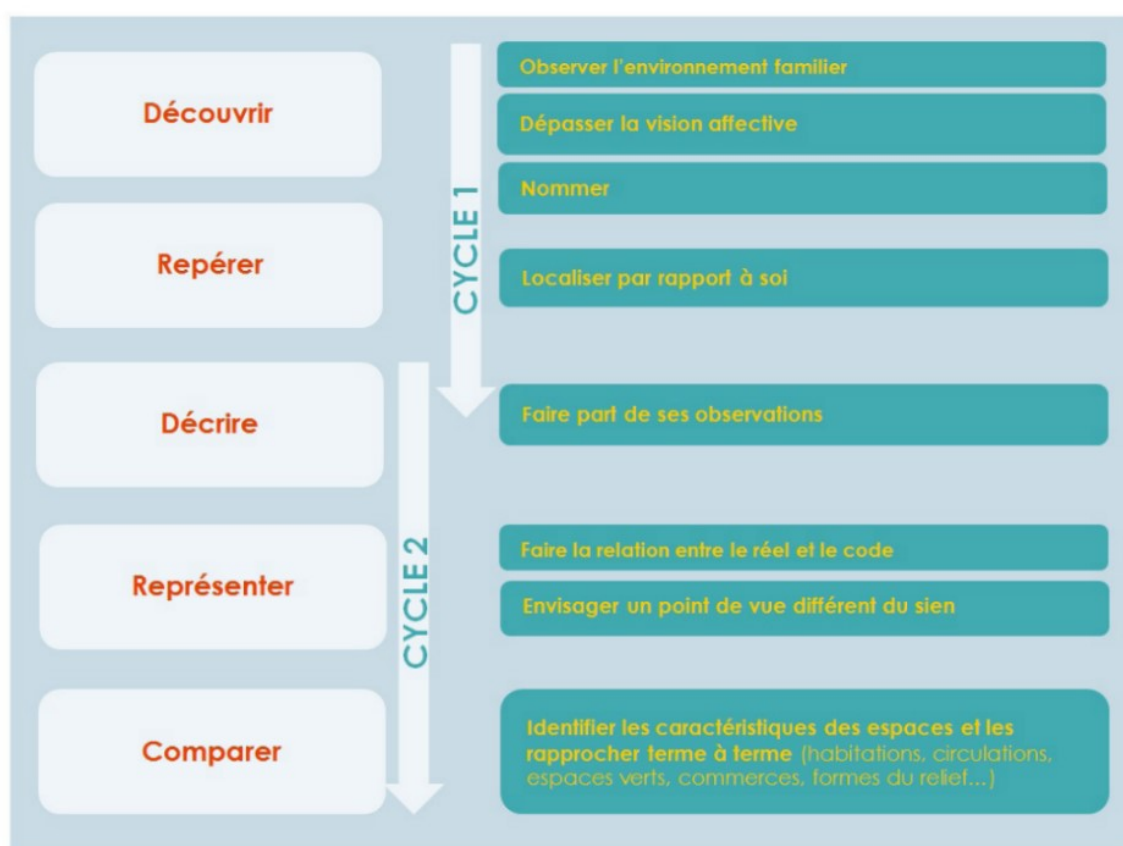 Découvrir
Observer l'environnement familier
Dépasser la vision affective
Nommer
CYCLE 1
Repérer
Localiser par rapport à soi
Décrire
Faire part de ses observations
CYCLE 2
Représenter
Faire la relation entre le réel et le code
Envisager un point de vue différent du sien
Comparer
Identifier les caractéristiques des espaces et les
rapprocher terme à terme (habitations, circulations,
espaces verts, commerces, formes du relief...)